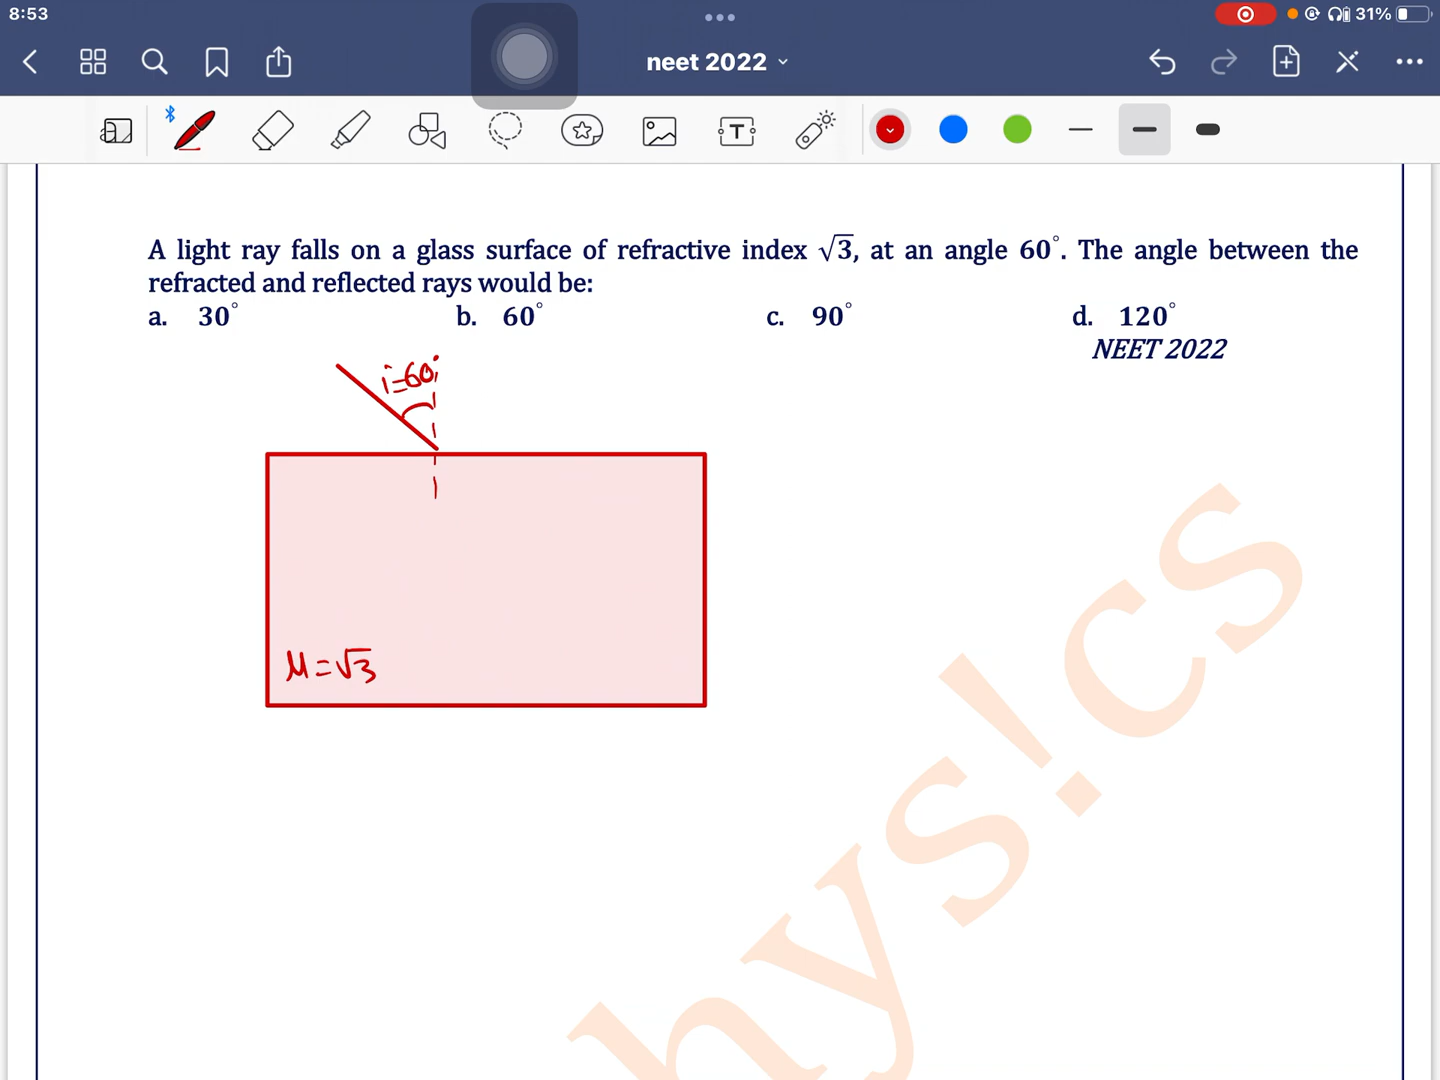 8:53
31%
neet 2022
T
A light ray falls on a glass surface of refractive index √3, at an angle 60°. The angle between the
refracted and reflected rays would be:
a. 30° b. 60° c. 90° d. 120°
NEET 2022
i=60°
μ=√3
hys!cs